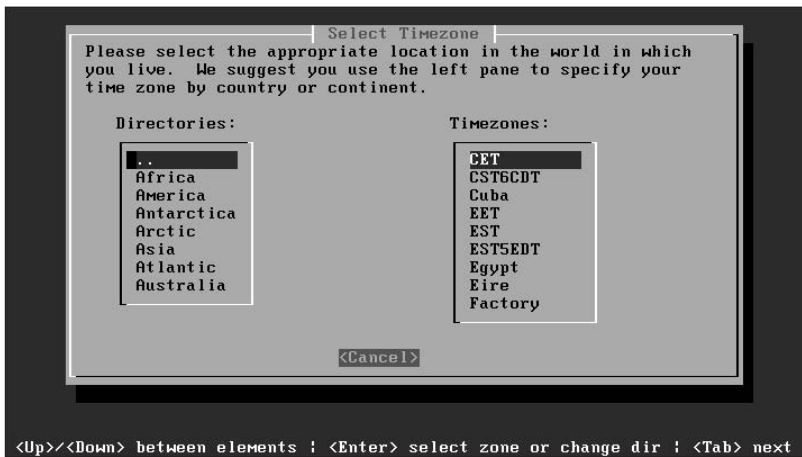 Select Timezone
Please select the appropriate location in the world in which
you live.  We suggest you use the left pane to specify your
time zone by country or continent.
Directories:
Timezones:
..
Africa
America
Antarctica
Arctic
Asia
Atlantic
Australia
CET
CST6CDT
Cuba
EET
EST
EST5EDT
Egypt
Eire
Factory
<Cancel>
<Up>/<Down> between elements ¦ <Enter> select zone or change dir ¦ <Tab> next